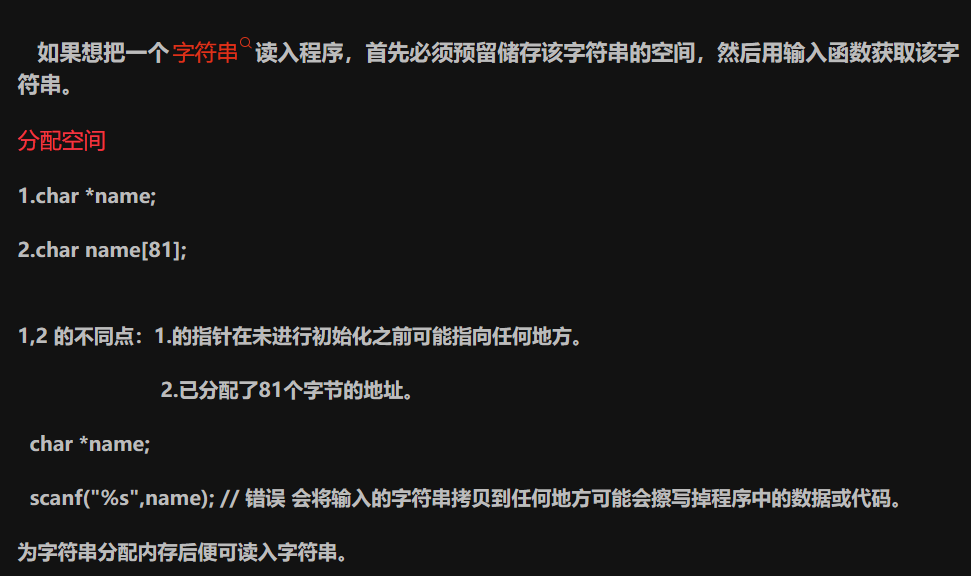 如果想把一个字符串读入程序，首先必须预留储存该字符串的空间，然后用输入函数获取该字
符串。
分配空间
1.char *name;
2.char name[81];
1,2 的不同点：1.的指针在未进行初始化之前可能指向任何地方。
2.已分配了81个字节的地址。
char *name;
scanf("%s",name); // 错误 会将输入的字符串拷贝到任何地方可能会擦写掉程序中的数据或代码。
为字符串分配内存后便可读入字符串。